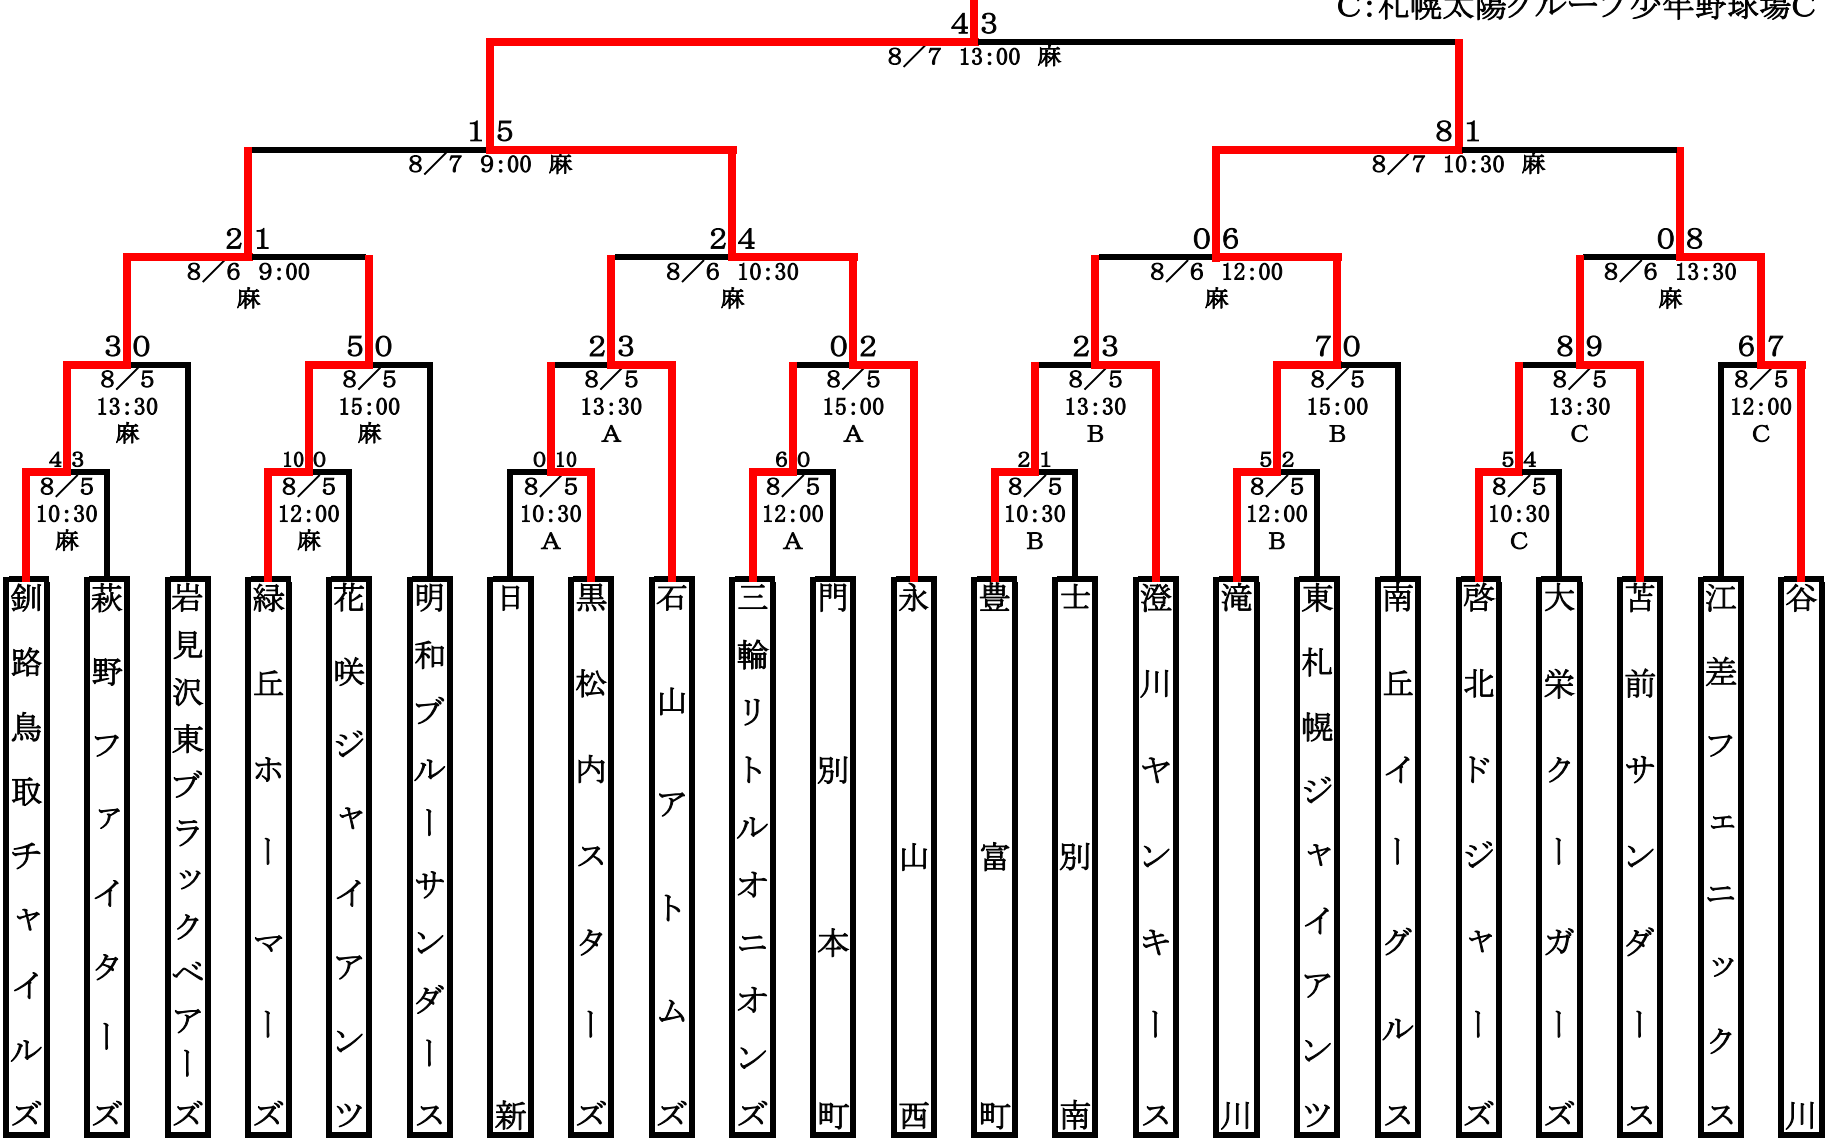 C:札幌太陽グループ少年野球場C
4 3
8／7 13:00 麻
1 5
8／7 9:00 麻
8 1
8／7 10:30 麻
2 1
8／6 9:00
麻
2 4
8／6 10:30
麻
0 6
8／6 12:00
麻
0 8
8／6 13:30
麻
3 0
8／5
13:30
麻
5 0
8／5
15:00
麻
2 3
8／5
13:30
A
0 2
8／5
15:00
A
2 3
8／5
13:30
B
7 0
8／5
15:00
B
8 9
8／5
13:30
C
6 7
8／5
12:00
C
4 3
8／5
10:30
麻
10 0
8／5
12:00
麻
0 10
8／5
10:30
A
6 0
8／5
12:00
A
2 1
8／5
10:30
B
5 2
8／5
12:00
B
5 4
8／5
10:30
C
釧路鳥取チャイルズ
萩野ファイターズ
岩見沢東ブラックベアーズ
緑丘ホーマーズ
花咲ジャイアンツ
明和ブルーサンダース
日新
黒松内スターズ
石山アトムズ
三輪リトルオニオンズ
門別本町
永山西
豊富町
士別南
澄川ヤンキース
滝川
東札幌ジャイアンツ
南丘イーグルス
啓北ドジャーズ
大栄クーガーズ
苫前サンダース
江差フェニックス
谷川